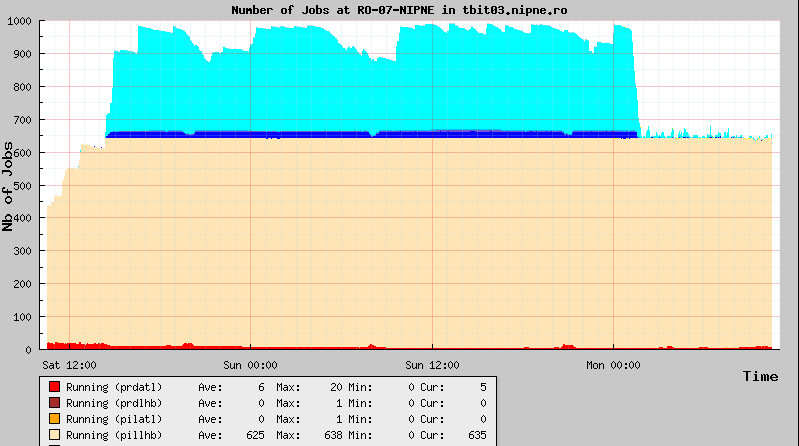 Number of Jobs at RO-07-NIPNE in tbit03,nipne,ro
1000
900
800
700
600
500
400
300
200
100
0
Nb of Jobs
Sat 12:00 Sun 00:00 Sun 12:00 Mon 00:00
Time
Running (prdatl) Ave: 6 Max: 20 Min: 0 Cur: 5
Running (prdlhb) Ave: 0 Max: 1 Min: 0 Cur: 0
Running (pilatl) Ave: 0 Max: 1 Min: 0 Cur: 0
Running (pillhb) Ave: 625 Max: 638 Min: 0 Cur: 635